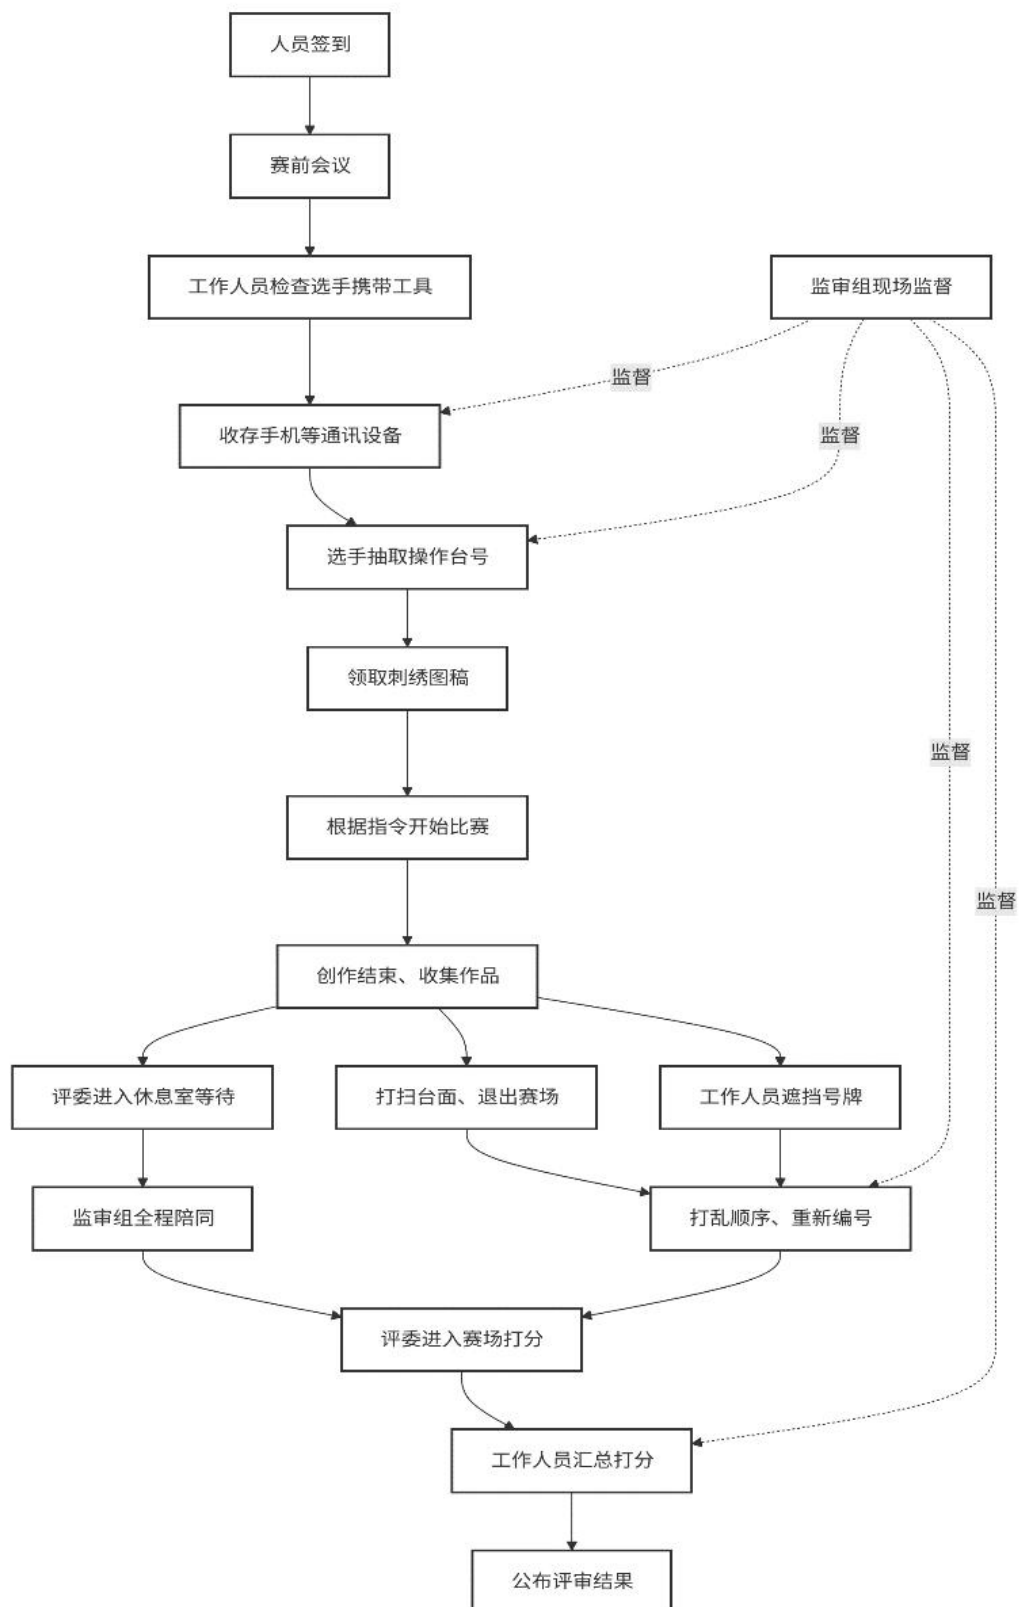 人员签到
赛前会议
工作人员检查选手携带工具
监审组现场监督
监督
收存手机等通讯设备
监督
选手抽取操作台号
领取刺绣图稿
监督
根据指令开始比赛
监督
创作结束、收集作品
评委进入休息室等待
打扫台面、退出赛场
工作人员遮挡号牌
监审组全程陪同
打乱顺序、重新编号
评委进入赛场打分
工作人员汇总打分
公布评审结果